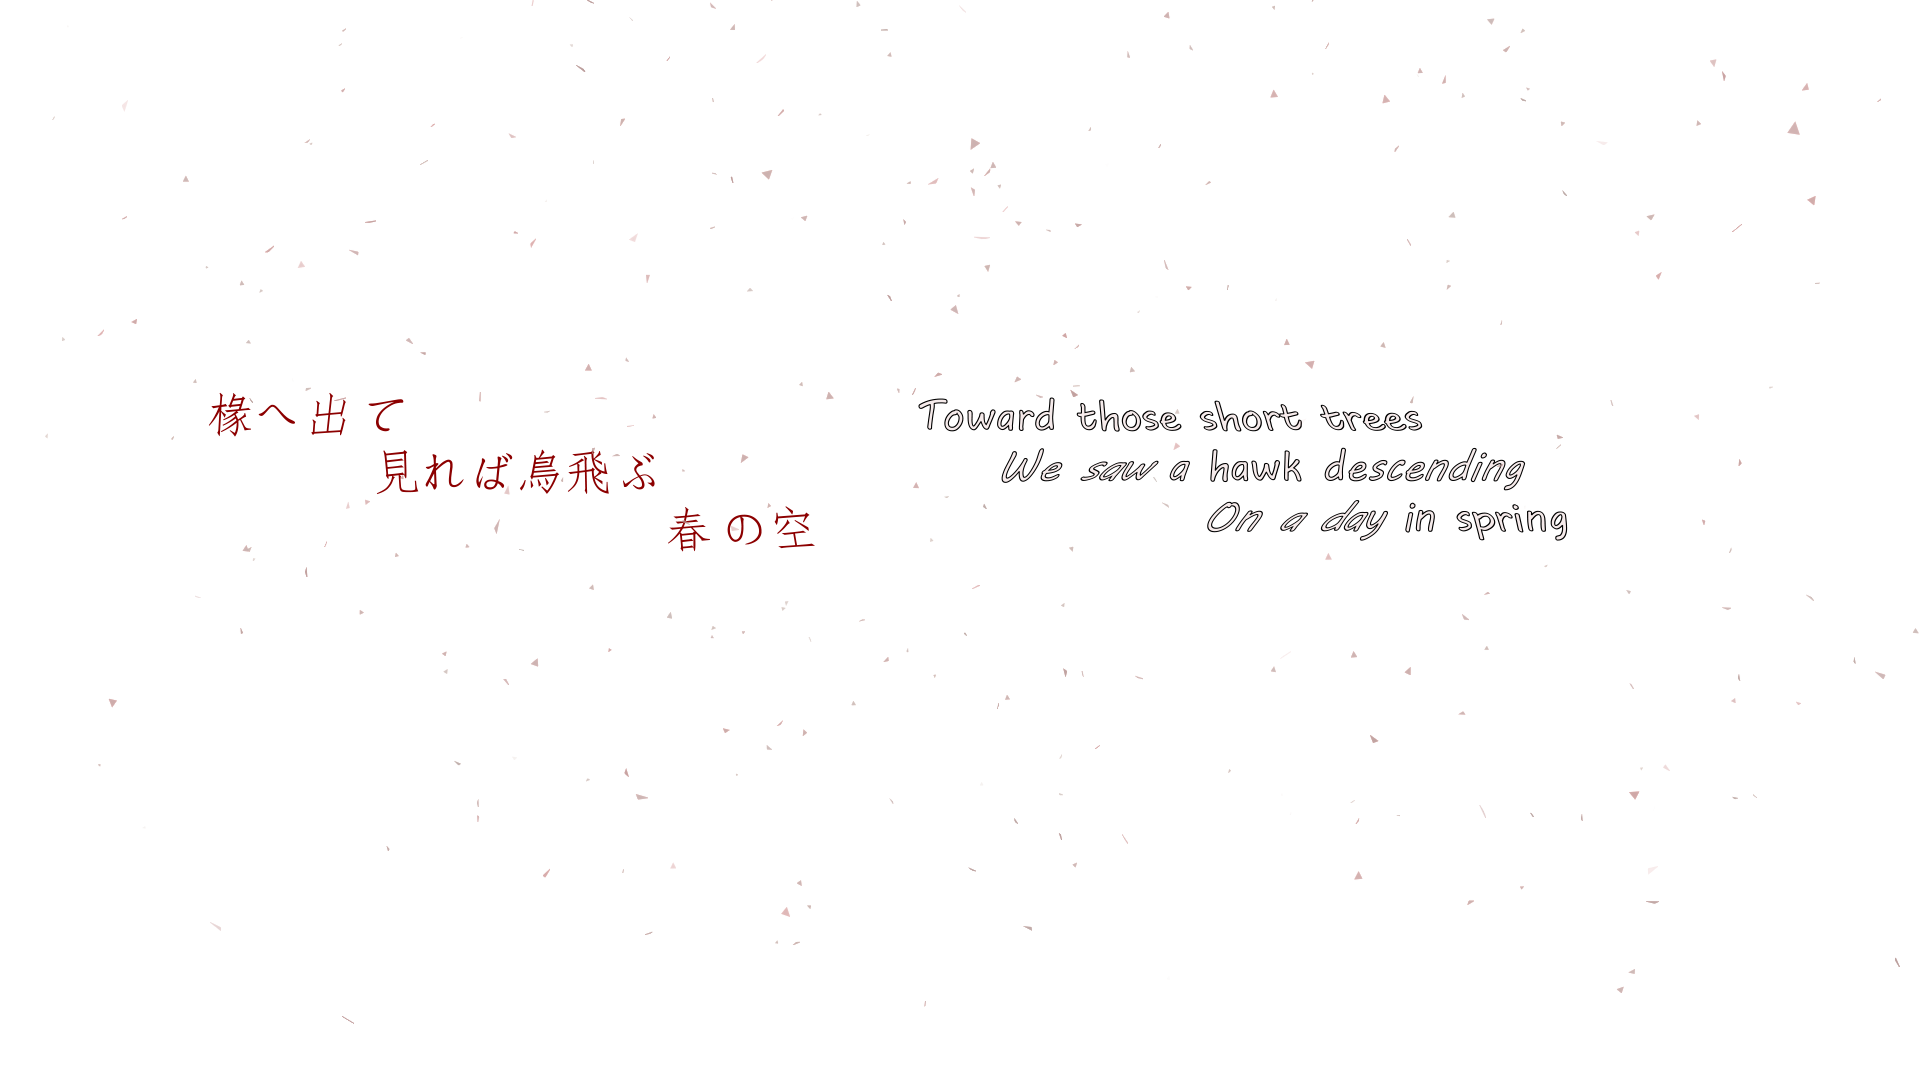 椽へ出て
見れば鳥飛ぶ
春の空
Toward those short trees
We saw a hawk descending
On a day in spring